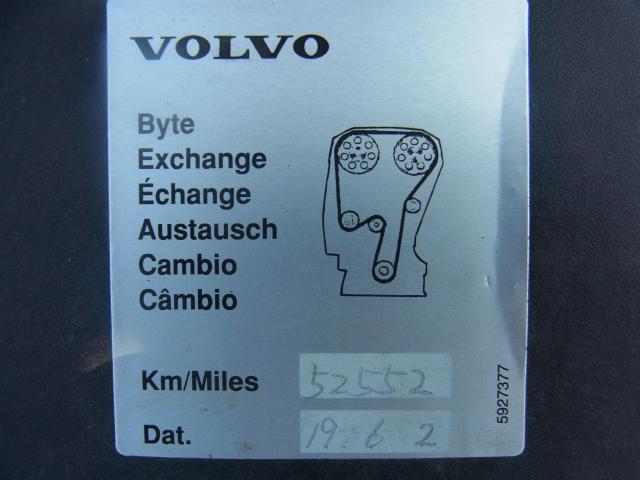 VOLVO
Byte
Exchange
Échange
Austausch
Cambio
Câmbio
Km/Miles 52552
Dat. 19.6 2
5927377